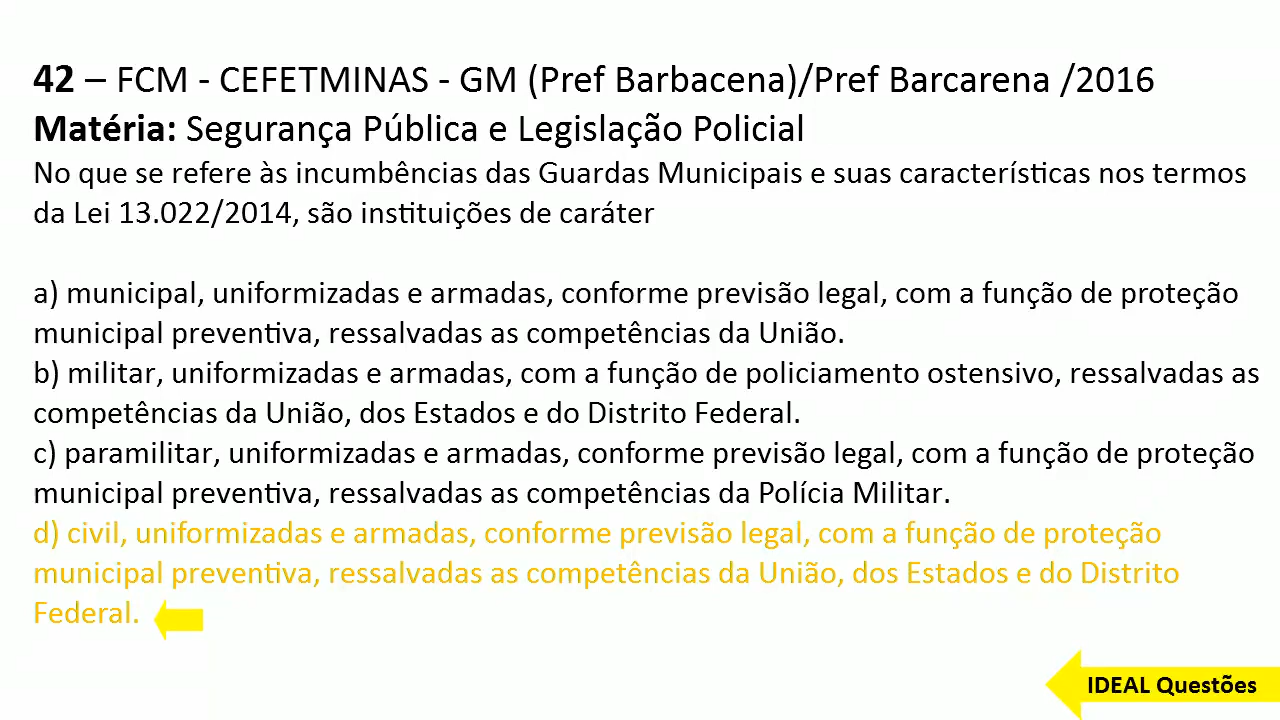 42 – FCM - CEFETMINAS - GM (Pref Barbacena)/Pref Barcarena /2016
Matéria: Segurança Pública e Legislação Policial
No que se refere às incumbências das Guardas Municipais e suas características nos termos
da Lei 13.022/2014, são instituições de caráter
a) municipal, uniformizadas e armadas, conforme previsão legal, com a função de proteção
municipal preventiva, ressalvadas as competências da União.
b) militar, uniformizadas e armadas, com a função de policiamento ostensivo, ressalvadas as
competências da União, dos Estados e do Distrito Federal.
c) paramilitar, uniformizadas e armadas, conforme previsão legal, com a função de proteção
municipal preventiva, ressalvadas as competências da Polícia Militar.
d) civil, uniformizadas e armadas, conforme previsão legal, com a função de proteção
municipal preventiva, ressalvadas as competências da União, dos Estados e do Distrito
Federal.
IDEAL Questões